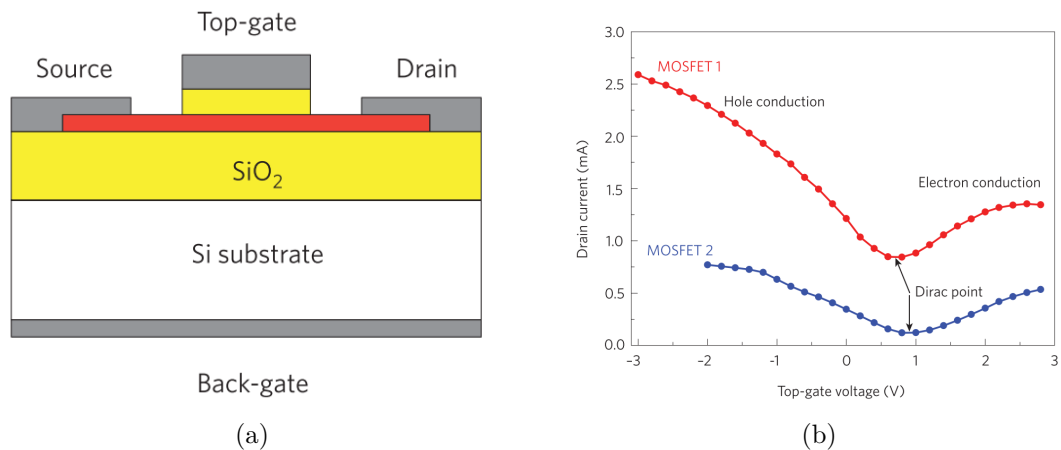 Top-gate
Source
Drain
SiO2
Si substrate
Back-gate
(a)
3.0
2.5
2.0
1.5
1.0
0.5
0.0
Drain current (mA)
MOSFET 1
Hole conduction
Electron conduction
MOSFET 2
Dirac point
−3 −2 −1 0 1 2 3
Top-gate voltage (V)
(b)